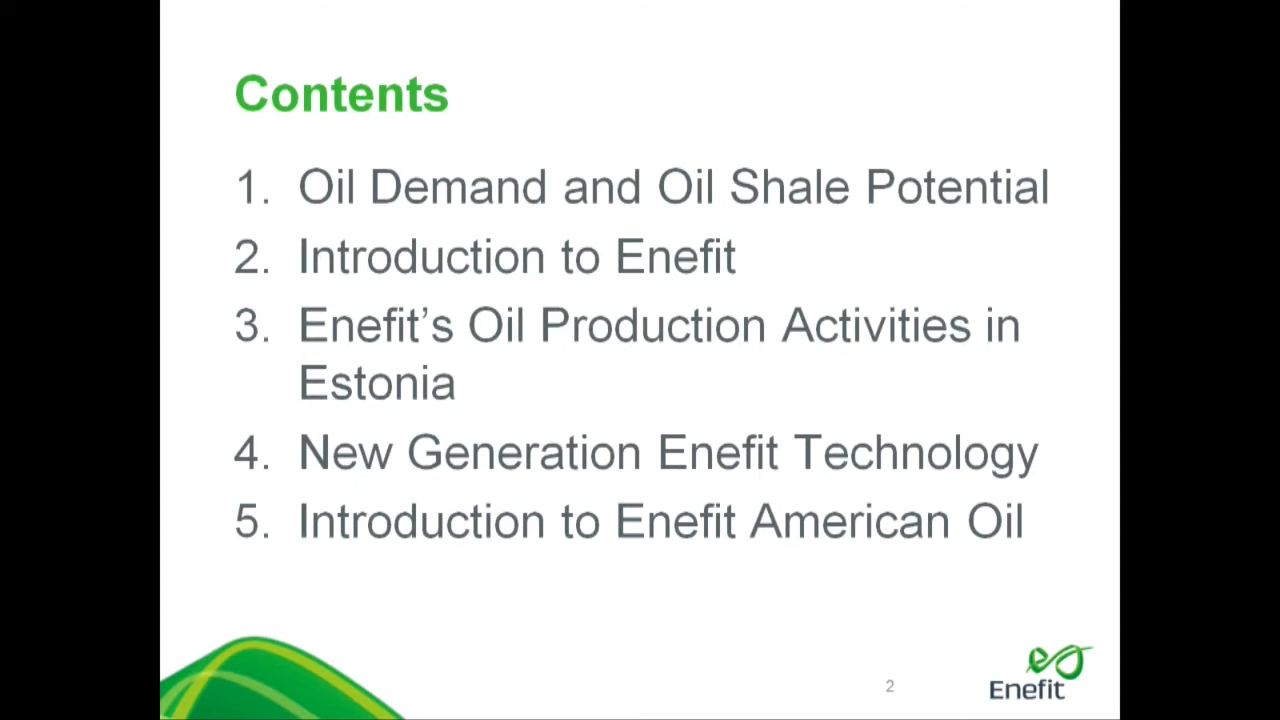 Contents
1. Oil Demand and Oil Shale Potential
2. Introduction to Enefit
3. Enefit’s Oil Production Activities in
Estonia
4. New Generation Enefit Technology
5. Introduction to Enefit American Oil
2
Enefit